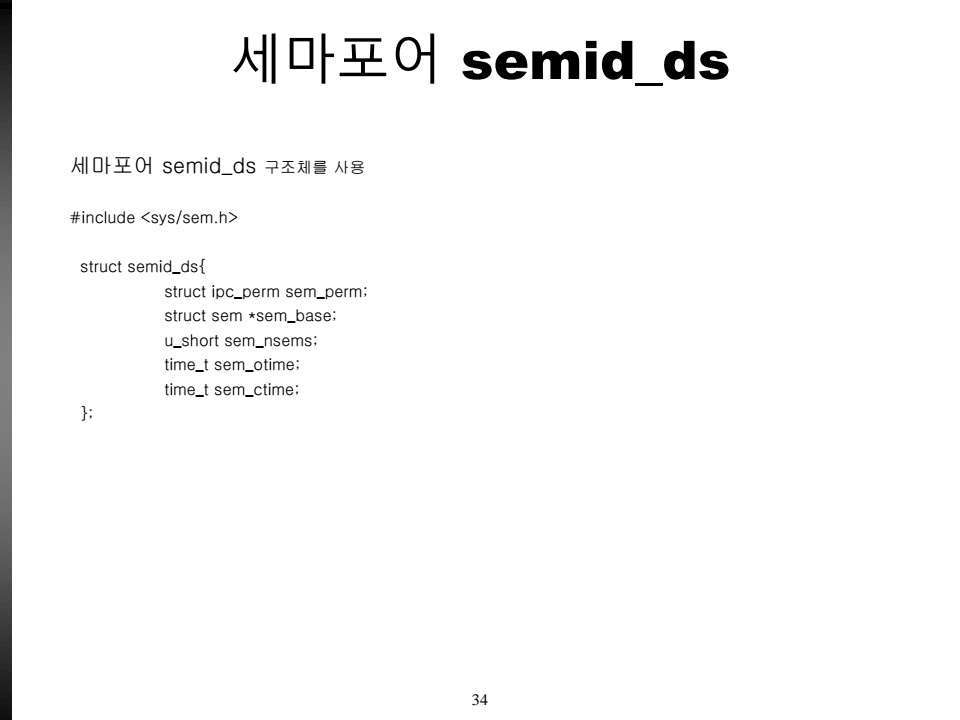 세마포어 semid_ds
세마포어 semid_ds 구조체를 사용
#include <sys/sem.h>
struct semid_ds{
struct ipc_perm sem_perm;
struct sem *sem_base;
u_short sem_nsems;
time_t sem_otime;
time_t sem_ctime;
};
34